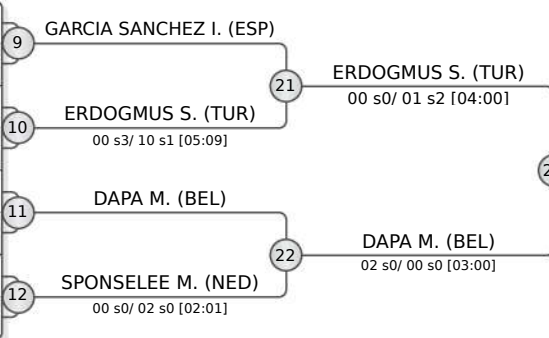 GARCIA SANCHEZ I. (ESP)
9
21
ERDOGMUS S. (TUR)
00 s0/ 01 s2 [04:00]
ERDOGMUS S. (TUR)
10
00 s3/ 10 s1 [05:09]
2
DAPA M. (BEL)
11
22
DAPA M. (BEL)
02 s0/ 00 s0 [03:00]
SPONSELEE M. (NED)
12
00 s0/ 02 s0 [02:01]